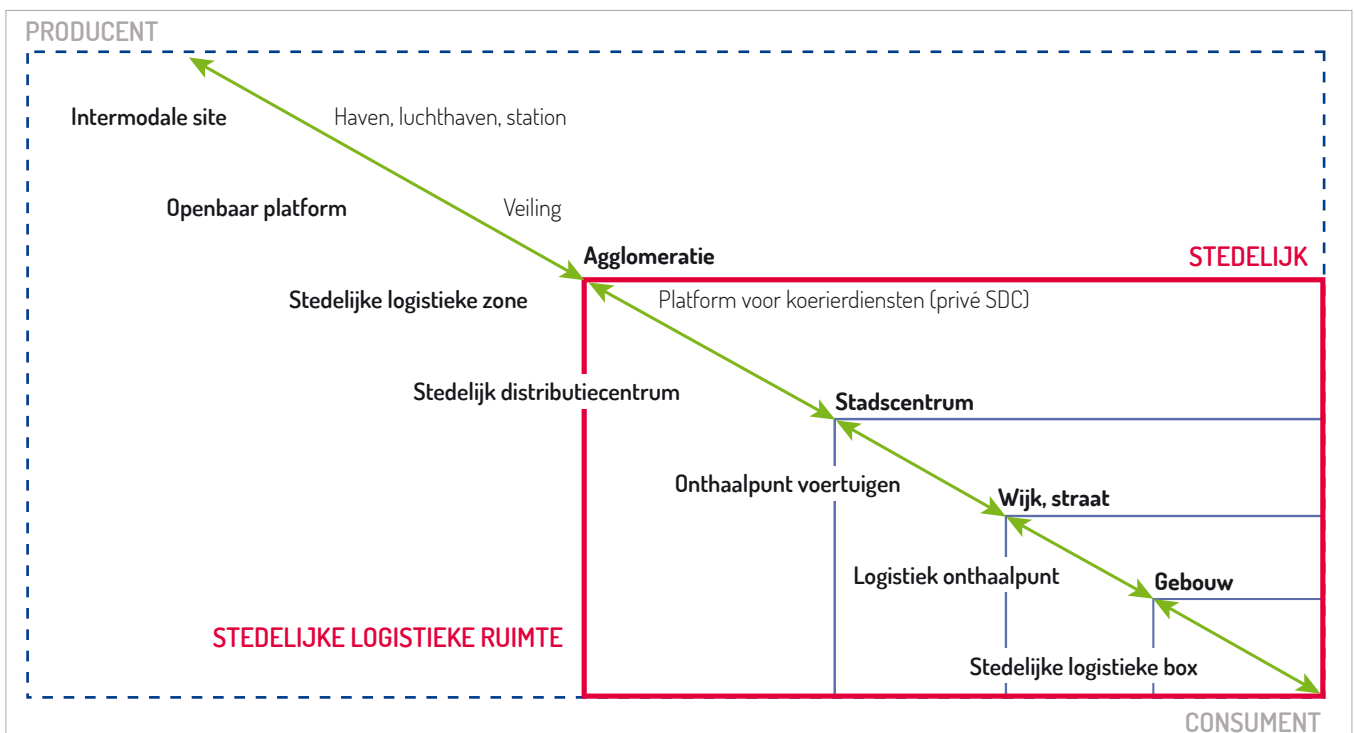 PRODUCENT
Intermodale site
Haven, luchthaven, station
Openbaar platform
Veiling
Agglomeratie
STEDELIJK
Stedelijke logistieke zone
Platform voor koerierdiensten (privé SDC)
Stedelijk distributiecentrum
Stadscentrum
Onthaalpunt voertuigen
Wijk, straat
Logistiek onthaalpunt
Gebouw
STEDELIJKE LOGISTIEKE RUIMTE
Stedelijke logistieke box
CONSUMENT